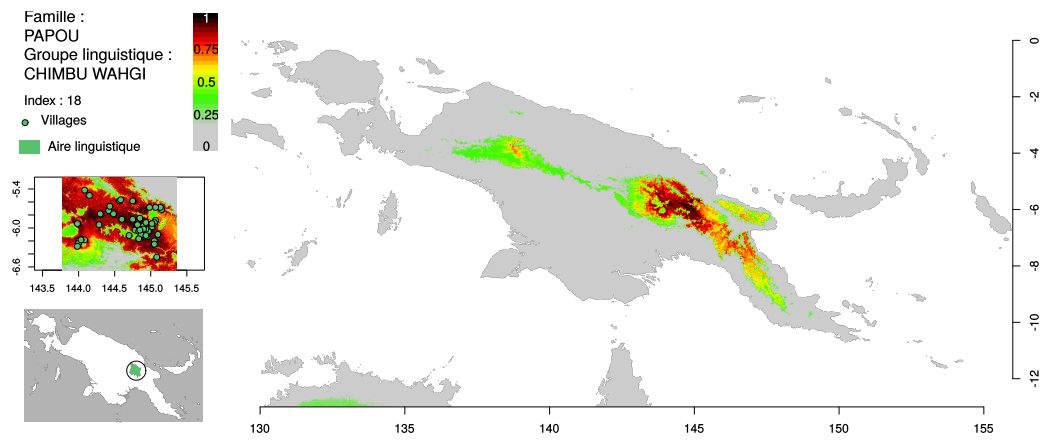 Famille :
PAPOU
Groupe linguistique :
CHIMBU WAHGI
Index : 18
Villages
Aire linguistique
1
0.75
0.5
0.25
0
-5.4
-6.0
-6.6
143.5 144.0 144.5 145.0 145.5
0
-2
-4
-6
-8
-10
-12
130 135 140 145 150 155